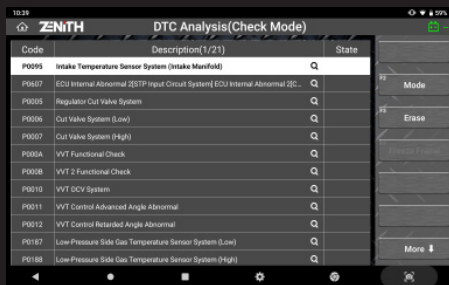 10:39
59%
ZENITH DTC Analysis(Check Mode)
Code Description(1/21) State
P0095 Intake Temperature Sensor System (Intake Manifold)
P0607 ECU Internal Abnormal 2[STP Input Circuit System] ECU Internal Abnormal 2[C...
P0005 Regulator Cut Valve System
P0006 Cut Valve System (Low)
P0007 Cut Valve System (High)
P000A VVT Functional Check
P000B VVT 2 Functional Check
P0010 VVT OCV System
P0011 VVT Control Advanced Angle Abnormal
P0012 VVT Control Retarded Angle Abnormal
P0187 Low-Pressure Side Gas Temperature Sensor System (Low)
P0188 Low-Pressure Side Gas Temperature Sensor System (High)
F2
Mode
F3
Erase
Freeze Frame
More